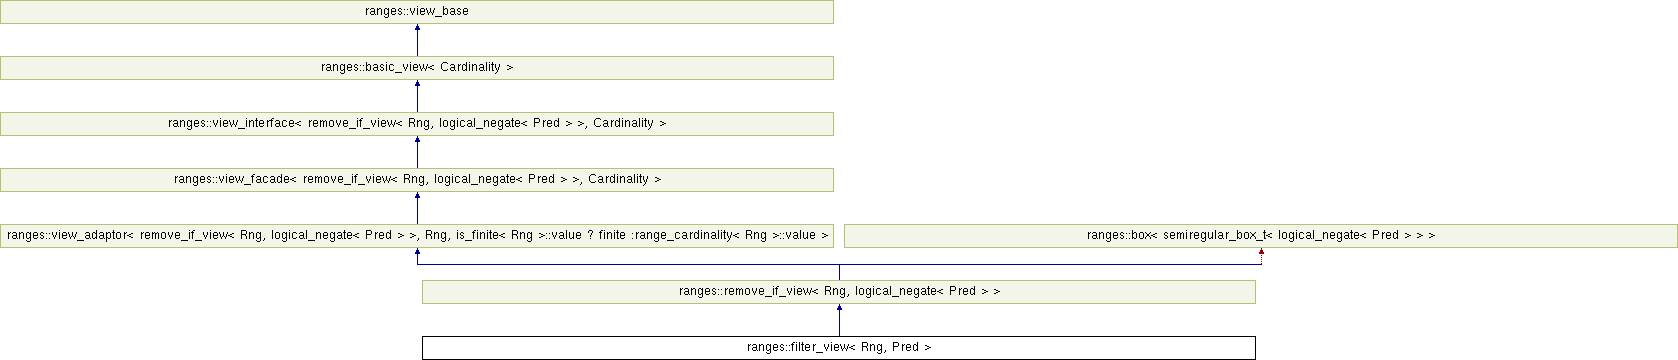 ranges::view_base
ranges::basic_view< Cardinality >
ranges::view_interface< remove_if_view< Rng, logical_negate< Pred > >, Cardinality >
ranges::view_facade< remove_if_view< Rng, logical_negate< Pred > >, Cardinality >
ranges::view_adaptor< remove_if_view< Rng, logical_negate< Pred > >, Rng, is_finite< Rng >::value ? finite :range_cardinality< Rng >::value >
ranges::box< semiregular_box_t< logical_negate< Pred > > >
ranges::remove_if_view< Rng, logical_negate< Pred > >
ranges::filter_view< Rng, Pred >